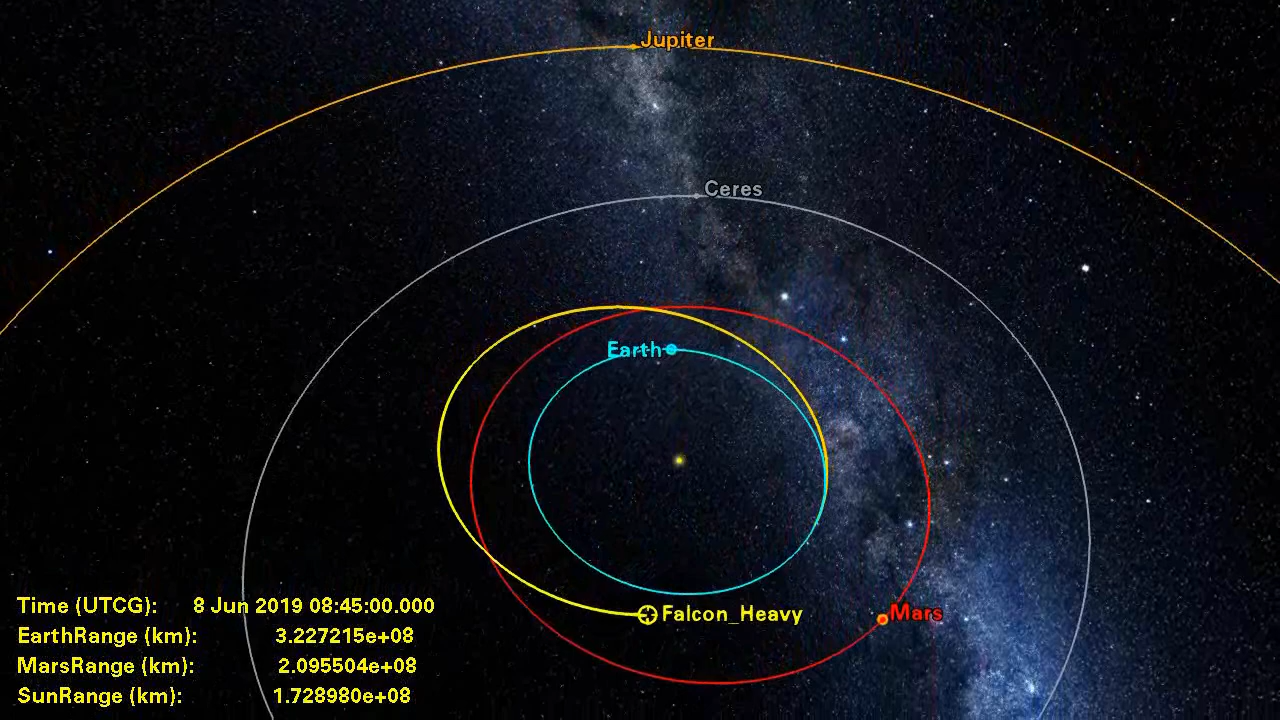 Jupiter
Ceres
Earth
Falcon_Heavy
Mars
Time (UTCG): 8 Jun 2019 08:45:00.000
EarthRange (km): 3.227215e+08
MarsRange (km): 2.095504e+08
SunRange (km): 1.728980e+08